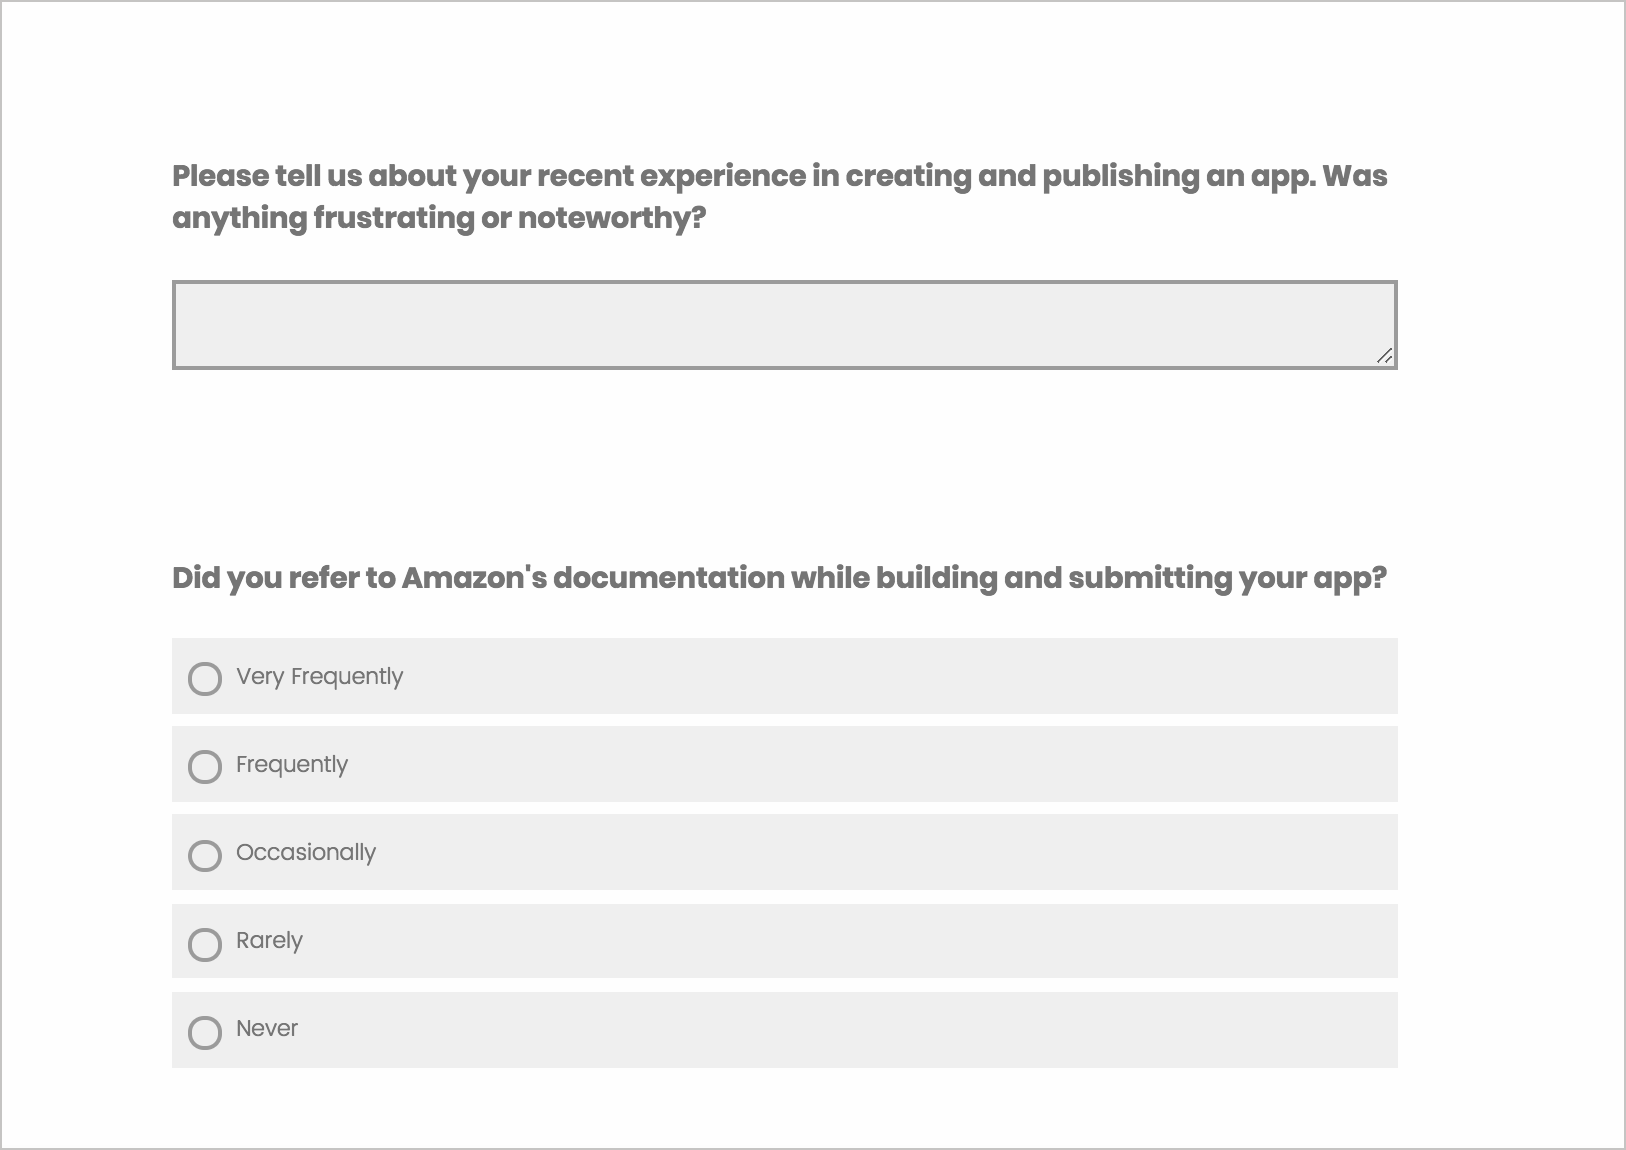 Please tell us about your recent experience in creating and publishing an app. Was
anything frustrating or noteworthy?
Did you refer to Amazon's documentation while building and submitting your app?
Very Frequently
Frequently
Occasionally
Rarely
Never